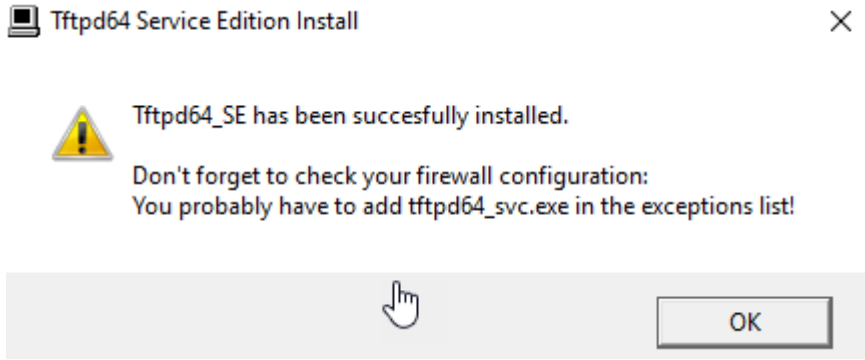 Tftpd64 Service Edition Install
Tftpd64_SE has been succesfully installed.
Don't forget to check your firewall configuration:
You probably have to add tftpd64_svc.exe in the exceptions list!
OK